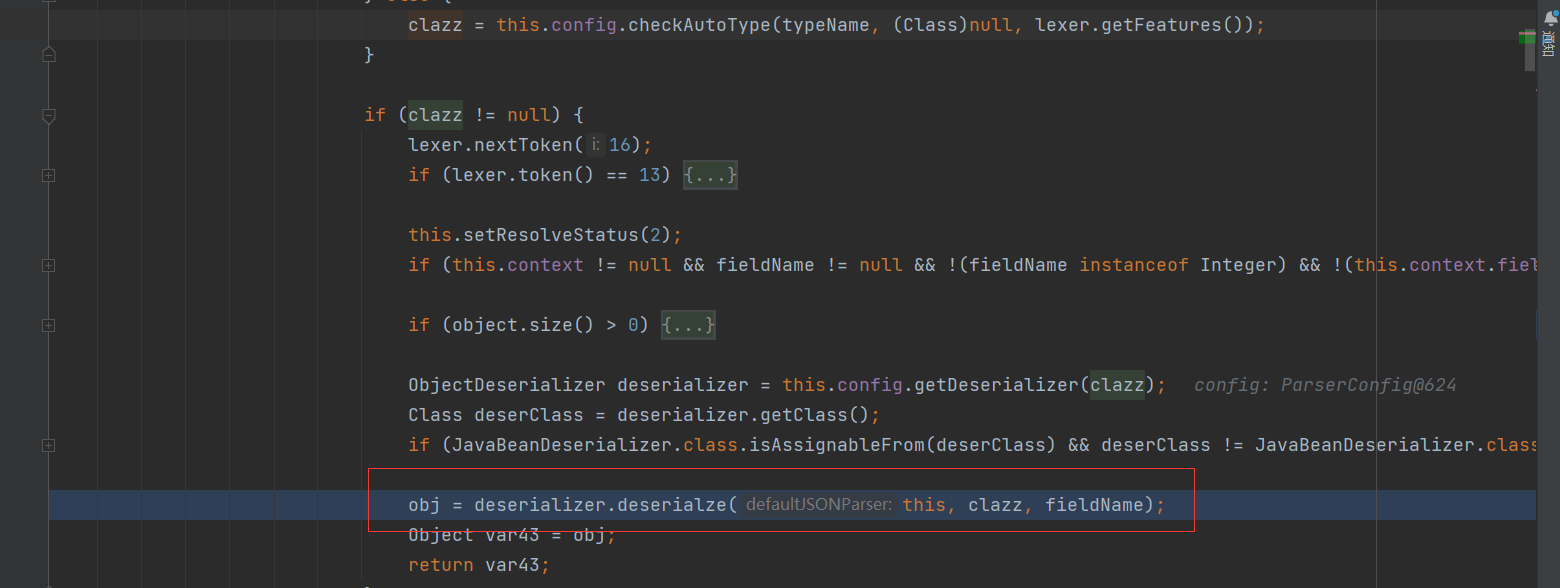 } else {
clazz = this.config.checkAutoType(typeName, (Class)null, lexer.getFeatures());
}
if (clazz != null) {
lexer.nextToken( i: 16);
if (lexer.token() == 13) {...}
this.setResolveStatus(2);
if (this.context != null && fieldName != null && !(fieldName instanceof Integer) && !(this.context.fiel
if (object.size() > 0) {...}
ObjectDeserializer deserializer = this.config.getDeserializer(clazz); config: ParserConfig@624
Class deserClass = deserializer.getClass();
if (JavaBeanDeserializer.class.isAssignableFrom(deserClass) && deserClass != JavaBeanDeserializer.class
obj = deserializer.deserialze( defaultJSONParser: this, clazz, fieldName);
Object var43 = obj;
return var43;
通知